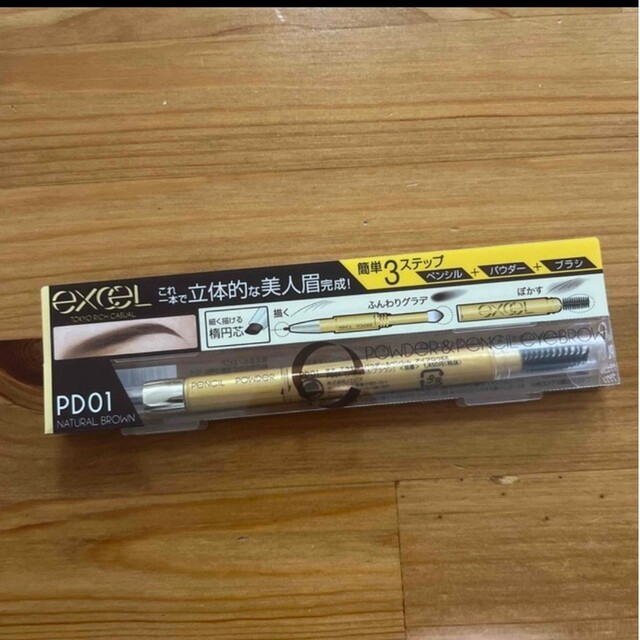 excel
TOKYO RICH CASUAL
これ一本で立体的な美人眉完成！
簡単3ステップ
ペンシル + パウダー + ブラシ
細く描ける
楕円芯
描く
ふんわりグラデ
ぼかす
excel
POWDER & PENCIL EYEBROW
PENCIL POWDER
PD01
NATURAL BROWN